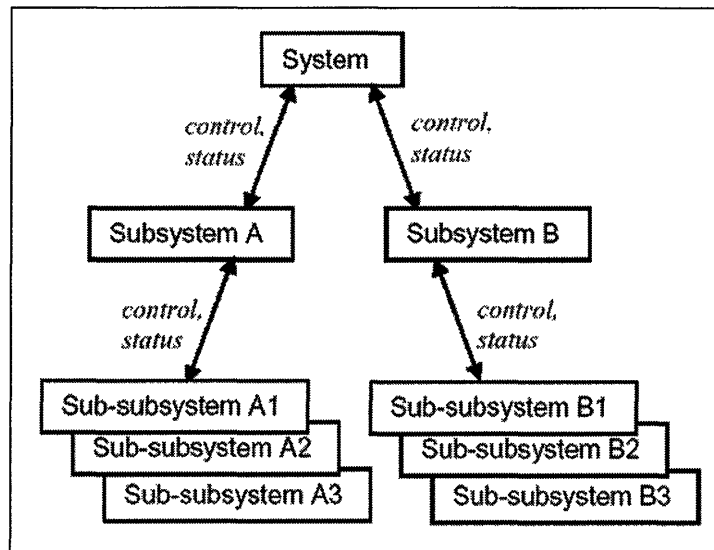 System
control,
status
control,
status
Subsystem A
Subsystem B
control,
status
control,
status
Sub-subsystem A1
Sub-subsystem A2
Sub-subsystem A3
Sub-subsystem B1
Sub-subsystem B2
Sub-subsystem B3